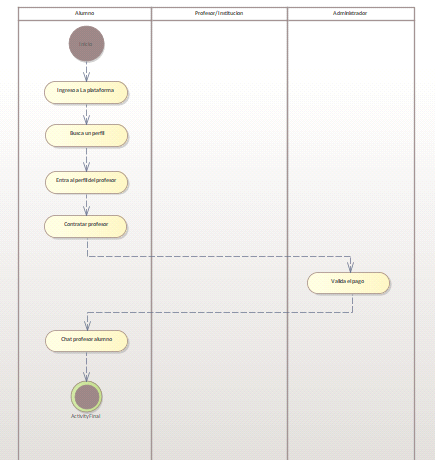 Alumno
Profesor/Institucion
Administrador
Inicio
Ingreso a La plataforma
Busca un perfil
Entra al perfil del profesor
Contratar profesor
Valida el pago
Chat profesor alumno
ActivityFinal